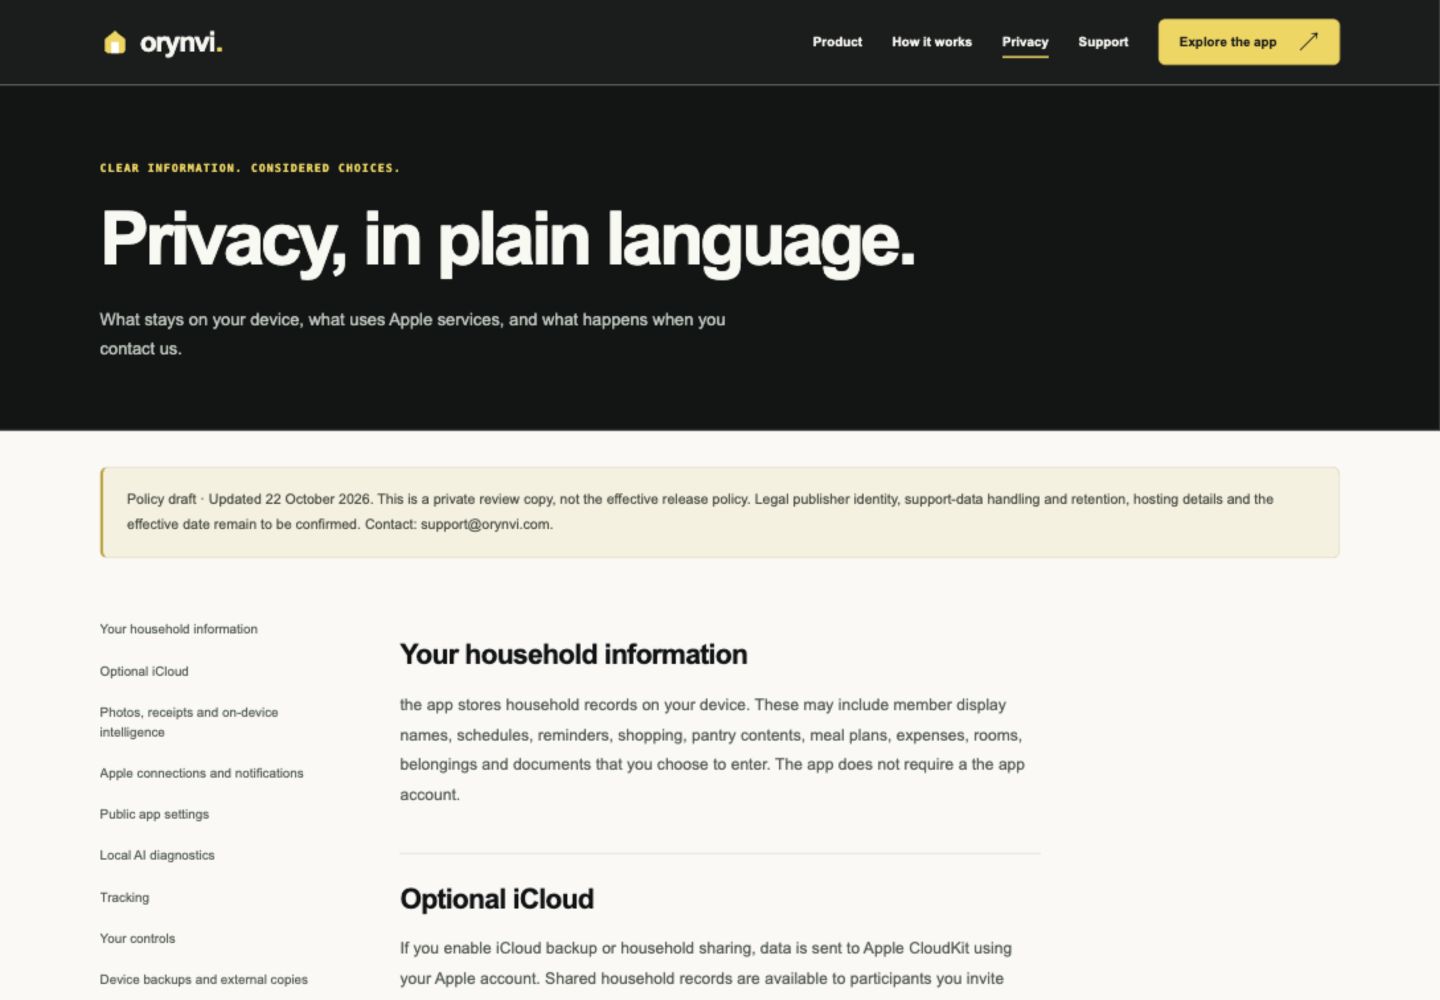 orynvi.
Product
How it works
Privacy
Support
Explore the app
CLEAR INFORMATION. CONSIDERED CHOICES.
Privacy, in plain language.
What stays on your device, what uses Apple services, and what happens when you
contact us.
Policy draft · Updated 22 October 2026. This is a private review copy, not the effective release policy. Legal publisher identity, support-data handling and retention, hosting details and the
effective date remain to be confirmed. Contact: support@orynvi.com.
Your household information
Optional iCloud
Photos, receipts and on-device
intelligence
Apple connections and notifications
Public app settings
Local AI diagnostics
Tracking
Your controls
Device backups and external copies
Your household information
the app stores household records on your device. These may include member display
names, schedules, reminders, shopping, pantry contents, meal plans, expenses, rooms,
belongings and documents that you choose to enter. The app does not require a the app
account.
Optional iCloud
If you enable iCloud backup or household sharing, data is sent to Apple CloudKit using
your Apple account. Shared household records are available to participants you invite